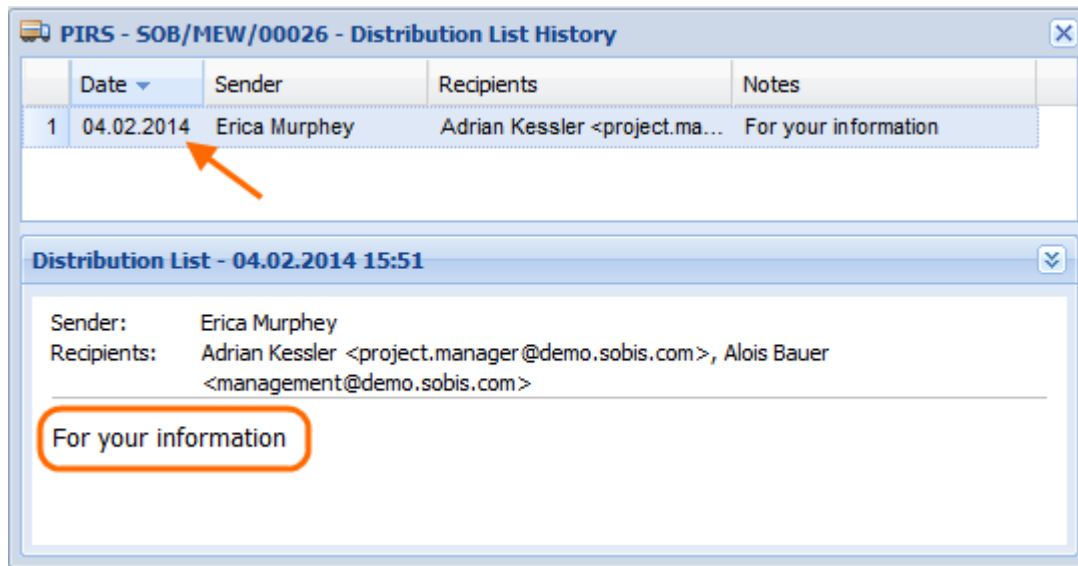 PIRS - SOB/MEW/00026 - Distribution List History
Date Sender Recipients Notes
1 04.02.2014 Erica Murphey Adrian Kessler <project.ma... For your information
Distribution List - 04.02.2014 15:51
Sender: Erica Murphey
Recipients: Adrian Kessler <project.manager@demo.sobis.com>, Alois Bauer
<management@demo.sobis.com>
For your information